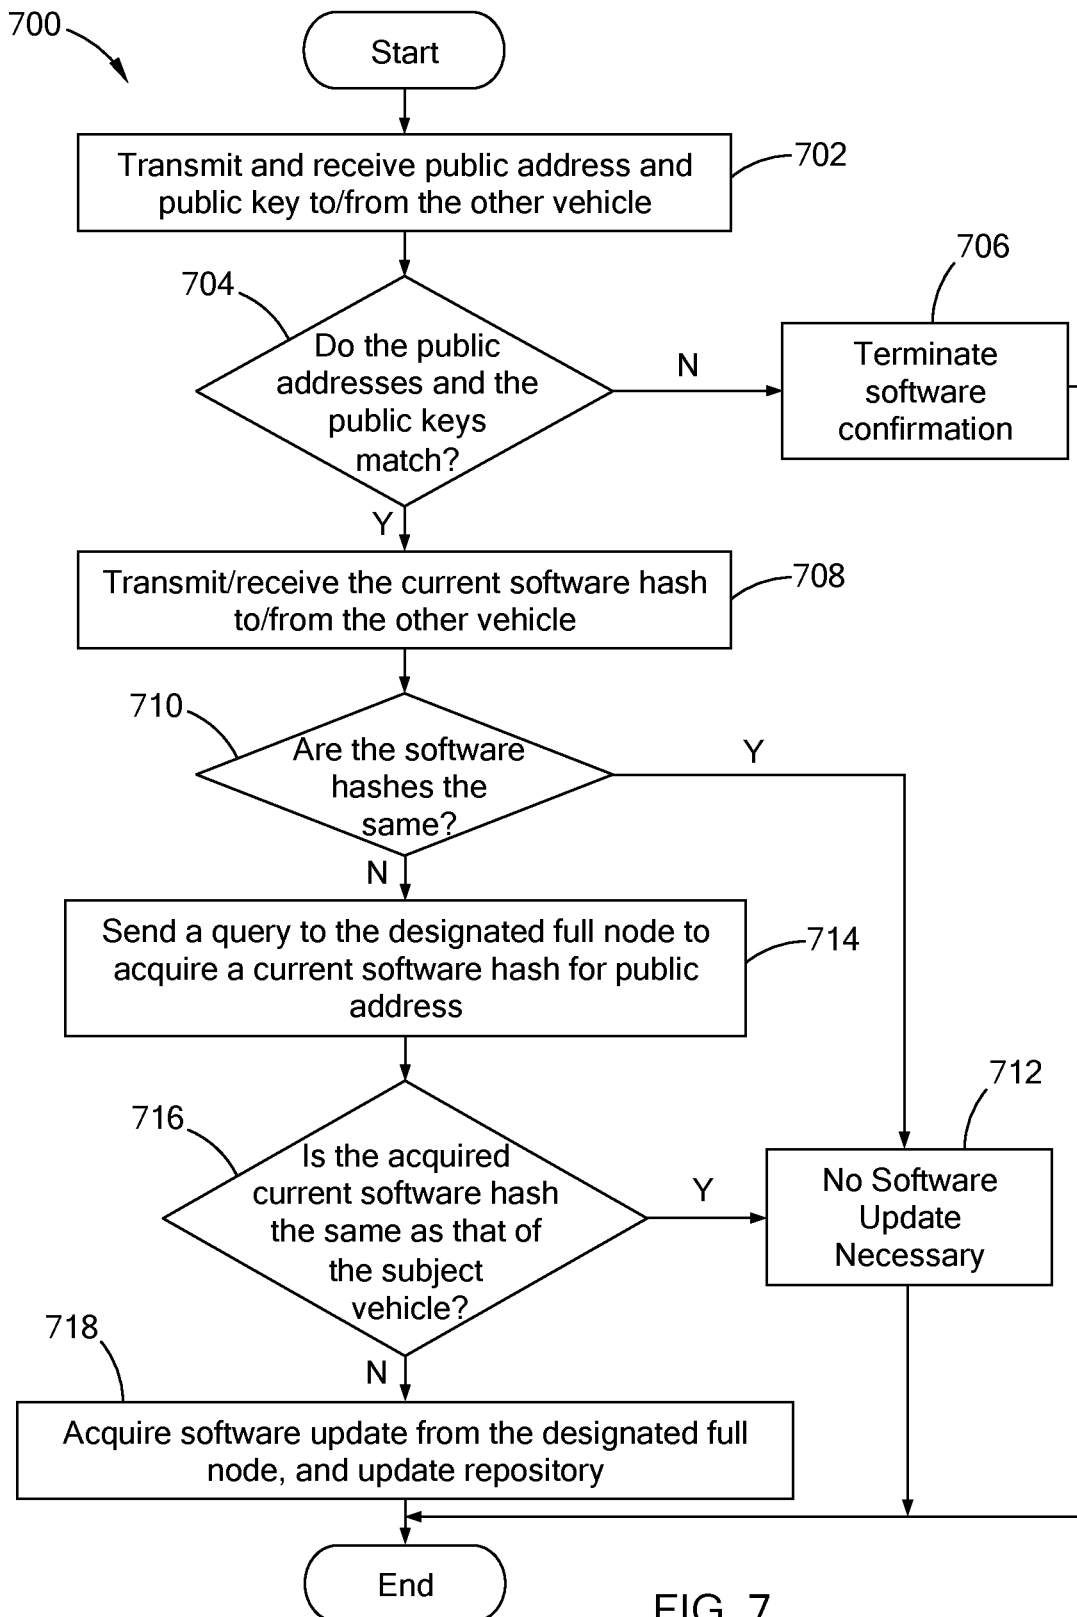 700
Start
Transmit and receive public address and
public key to/from the other vehicle
702
704
Do the public
addresses and the
public keys
match?
N
706
Terminate
software
confirmation
Y
Transmit/receive the current software hash
to/from the other vehicle
708
710
Are the software
hashes the
same?
Y
N
Send a query to the designated full node to
acquire a current software hash for public
address
714
712
716
Is the acquired
current software hash
the same as that of
the subject
vehicle?
Y
No Software
Update
Necessary
N
718
Acquire software update from the designated full
node, and update repository
End
FIG. 7